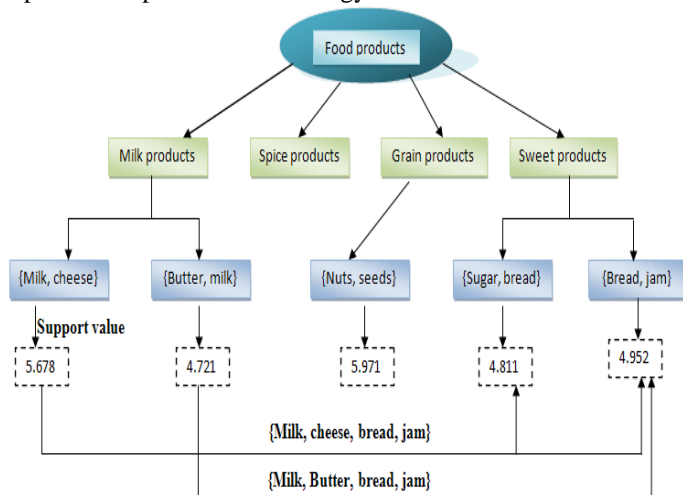 Food products
Milk products Spice products Grain products Sweet products
{Milk, cheese} {Butter, milk} {Nuts, seeds} {Sugar, bread} {Bread, jam}
Support value
5.678 4.721 5.971 4.811 4.952
{Milk, cheese, bread, jam}
{Milk, Butter, bread, jam}